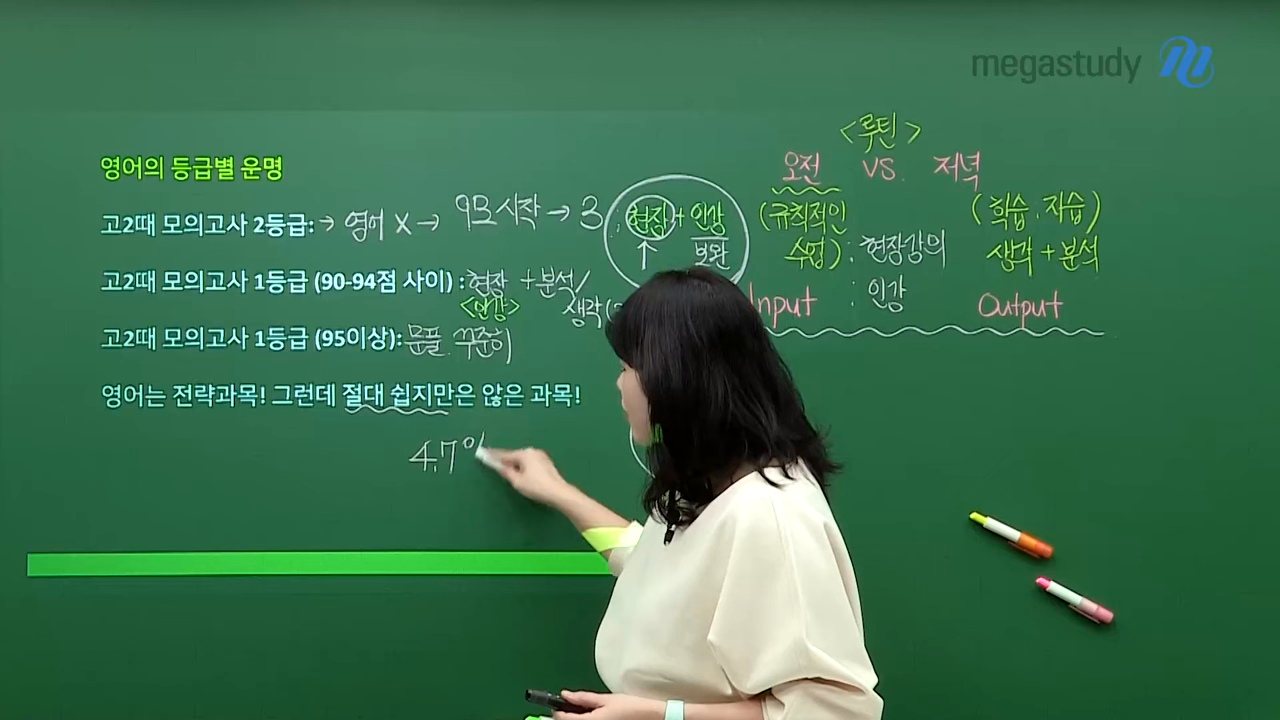 megastudy
영어의 등급별 운명
고2때 모의고사 2등급: → 영어 X → 시작 → 3 : 현장 + 인강
보완
고2때 모의고사 1등급 (90-94점 사이) : 현장 + 분석/
<인강> 생각(
고2때 모의고사 1등급 (95이상): 문풀. 꾸준히
영어는 전략과목! 그런데 절대 쉽지만은 않은 과목!
4.7%
<루틴>
오전 VS. 저녁
(규칙적인 수업) : 현장강의
: 인강
(학습, 자습)
생각 + 분석
Input Output